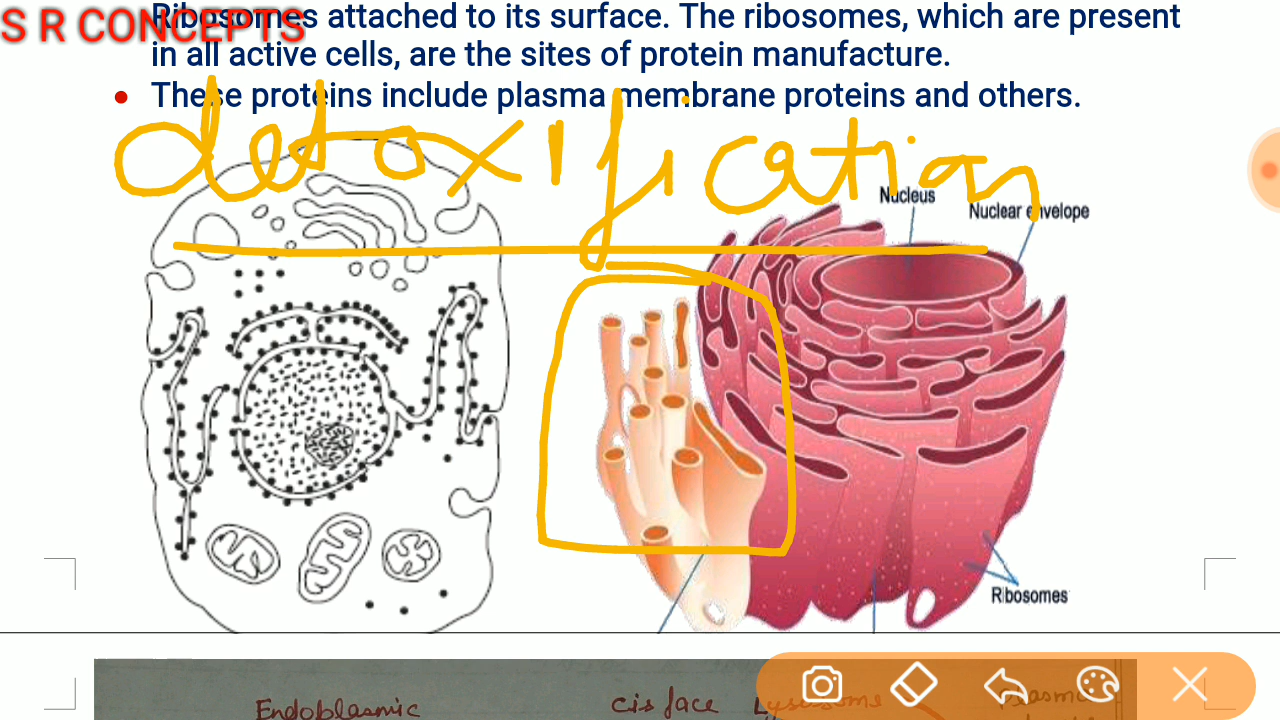 Ribosomes attached to its surface. The ribosomes, which are present
S R CONCEPTS
in all active cells, are the sites of protein manufacture.
• These proteins include plasma membrane proteins and others.
detoxification
Nucleus
Nuclear envelope
Ribosomes
Endoplasmic
cis face
Lysosome